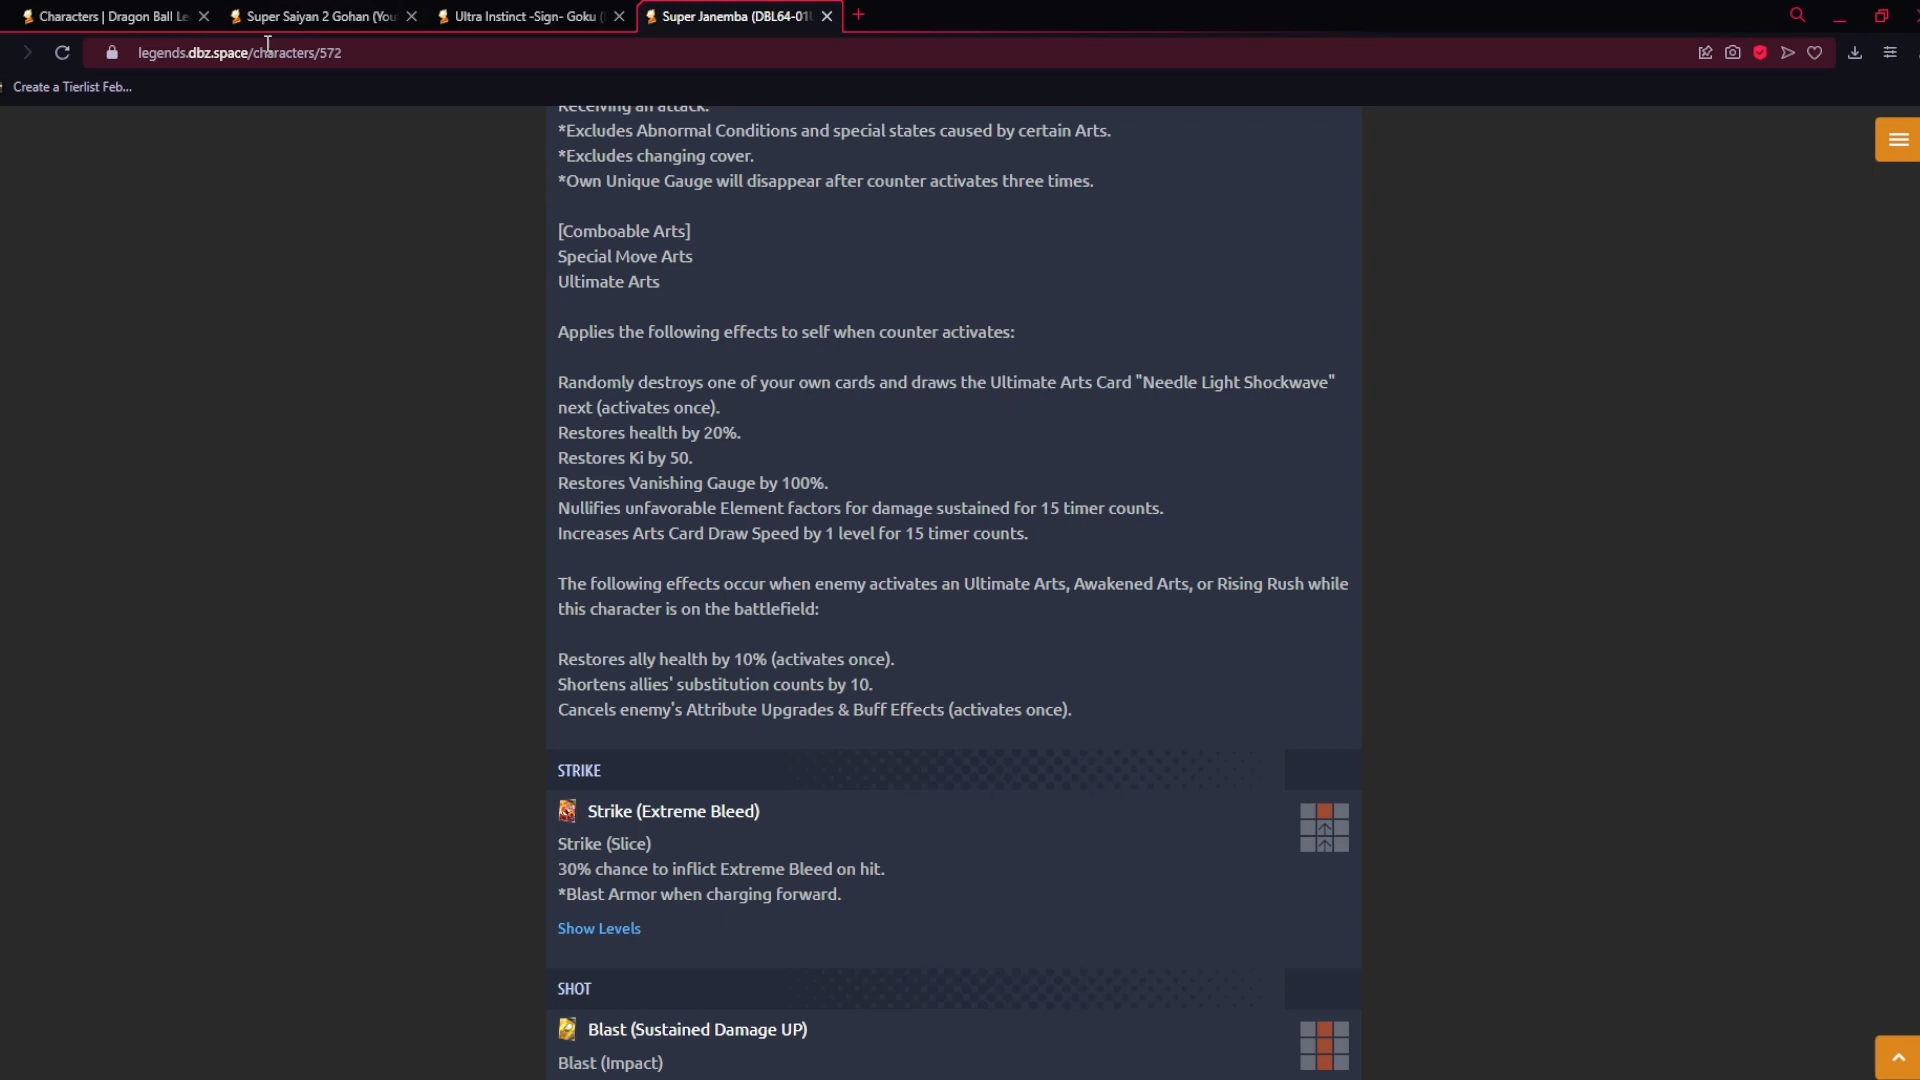 Characters | Dragon Ball Le
Super Saiyan 2 Gohan (You
Ultra Instinct -Sign- Goku (
Super Janemba (DBL64-01
legends.dbz.space/characters/572
Create a Tierlist Feb...
Receiving an attack.
*Excludes Abnormal Conditions and special states caused by certain Arts.
*Excludes changing cover.
*Own Unique Gauge will disappear after counter activates three times.
[Comboable Arts]
Special Move Arts
Ultimate Arts
Applies the following effects to self when counter activates:
Randomly destroys one of your own cards and draws the Ultimate Arts Card "Needle Light Shockwave"
next (activates once).
Restores health by 20%.
Restores Ki by 50.
Restores Vanishing Gauge by 100%.
Nullifies unfavorable Element factors for damage sustained for 15 timer counts.
Increases Arts Card Draw Speed by 1 level for 15 timer counts.
The following effects occur when enemy activates an Ultimate Arts, Awakened Arts, or Rising Rush while
this character is on the battlefield:
Restores ally health by 10% (activates once).
Shortens allies' substitution counts by 10.
Cancels enemy's Attribute Upgrades & Buff Effects (activates once).
STRIKE
Strike (Extreme Bleed)
Strike (Slice)
30% chance to inflict Extreme Bleed on hit.
*Blast Armor when charging forward.
Show Levels
SHOT
Blast (Sustained Damage UP)
Blast (Impact)